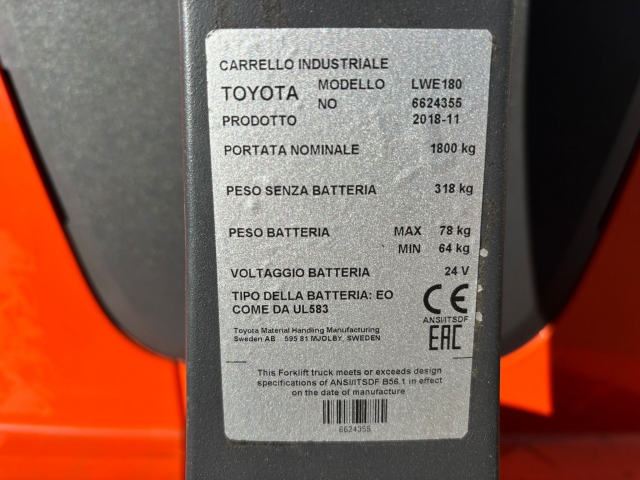 CARRELLO INDUSTRIALE
TOYOTA MODELLO LWE180
NO 6624355
PRODOTTO 2018-11
PORTATA NOMINALE 1800 kg
PESO SENZA BATTERIA 318 kg
PESO BATTERIA MAX 78 kg
MIN 64 kg
VOLTAGGIO BATTERIA 24 V
TIPO DELLA BATTERIA: EO
COME DA UL583
CE
ANSI/ITSDF
EAC
Toyota Material Handling Manufacturing
Sweden AB 595 81 MJÖLBY, SWEDEN
This Forklift truck meets or exceeds design
specifications of ANSI/ITSDF B56.1 in effect
on the date of manufacture
6624355